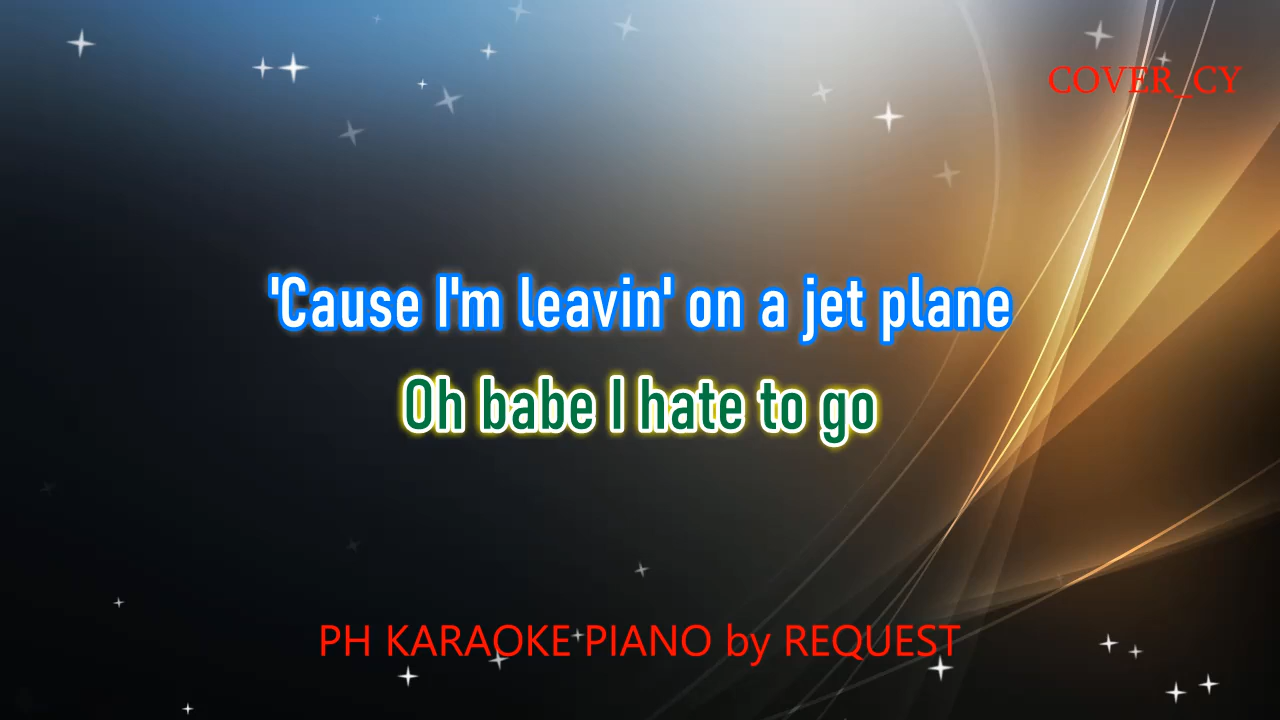 COVER_CY
'Cause I'm leavin' on a jet plane
Oh babe I hate to go
PH KARAOKE PIANO by REQUEST